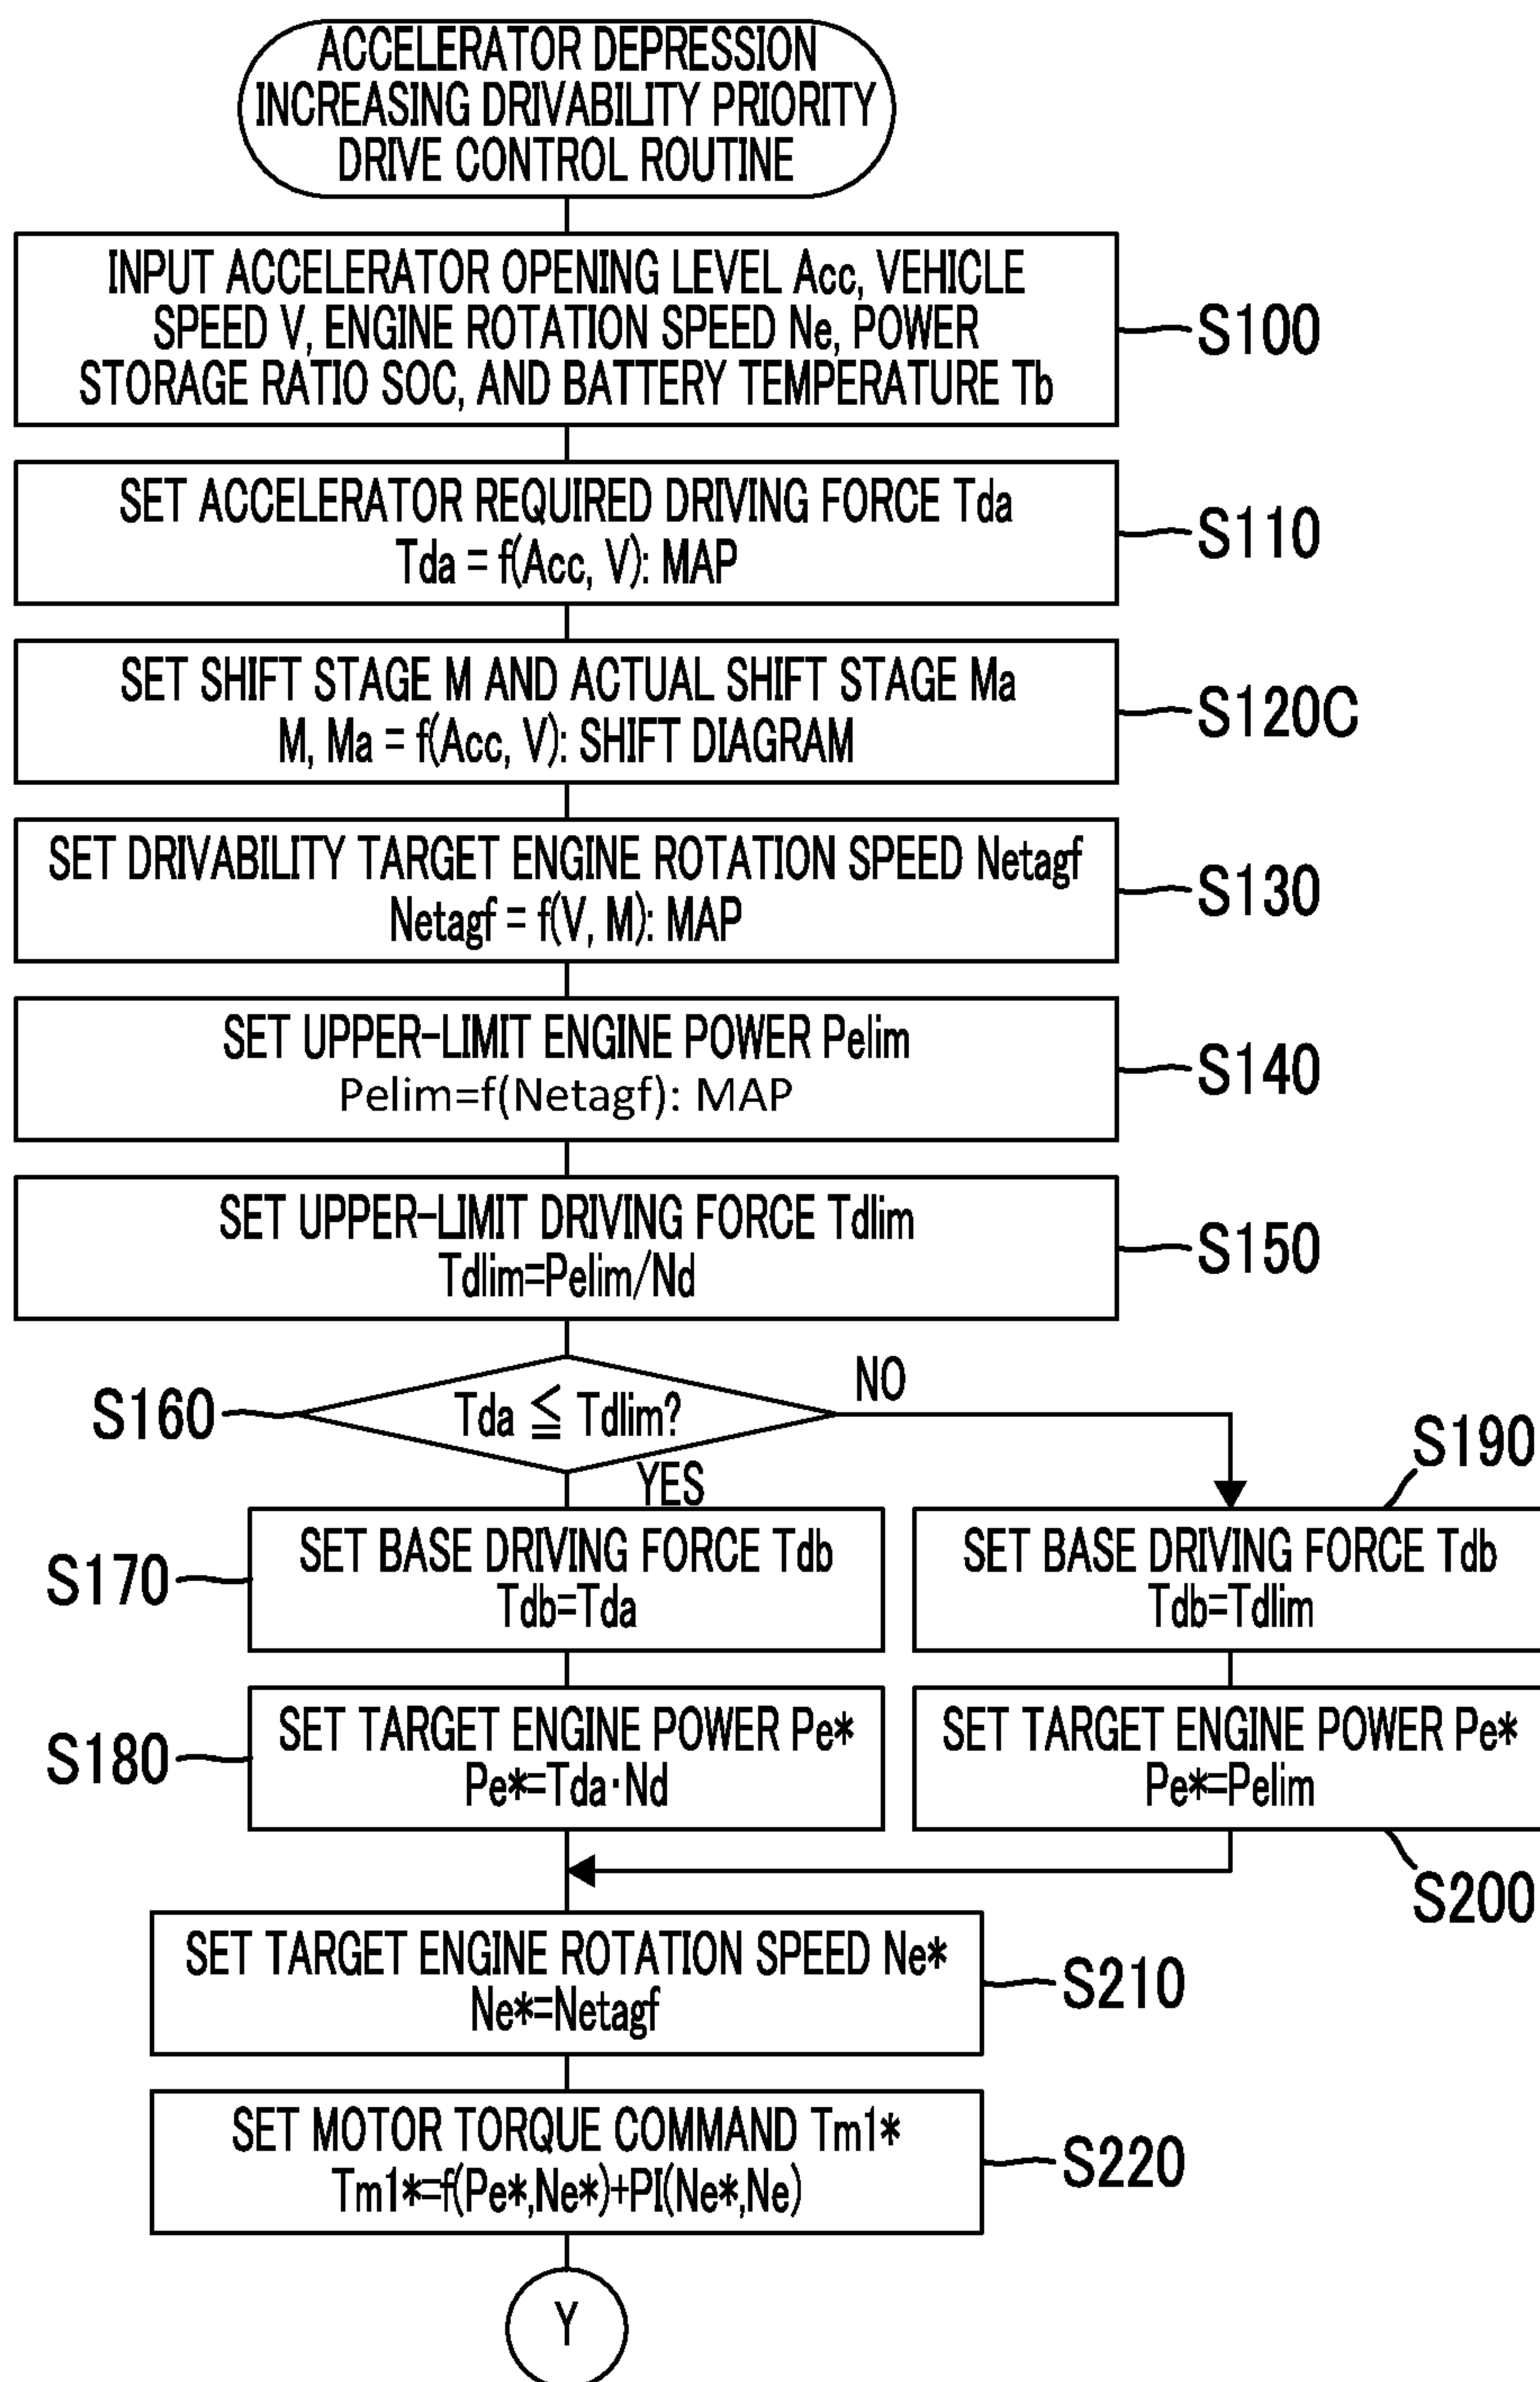 ACCELERATOR DEPRESSION
INCREASING DRIVABILITY PRIORITY
DRIVE CONTROL ROUTINE
INPUT ACCELERATOR OPENING LEVEL Acc, VEHICLE
SPEED V, ENGINE ROTATION SPEED Ne, POWER
STORAGE RATIO SOC, AND BATTERY TEMPERATURE Tb
S100
SET ACCELERATOR REQUIRED DRIVING FORCE Tda
Tda = f(Acc, V): MAP
S110
SET SHIFT STAGE M AND ACTUAL SHIFT STAGE Ma
M, Ma = f(Acc, V): SHIFT DIAGRAM
S120C
SET DRIVABILITY TARGET ENGINE ROTATION SPEED Netagf
Netagf = f(V, M): MAP
S130
SET UPPER-LIMIT ENGINE POWER Pelim
Pelim=f(Netagf): MAP
S140
SET UPPER-LIMIT DRIVING FORCE Tdlim
Tdlim=Pelim/Nd
S150
S160
Tda ≦ Tdlim?
NO
YES
S190
S170
SET BASE DRIVING FORCE Tdb
Tdb=Tda
SET BASE DRIVING FORCE Tdb
Tdb=Tdlim
S180
SET TARGET ENGINE POWER Pe*
Pe*=Tda·Nd
SET TARGET ENGINE POWER Pe*
Pe*=Pelim
S200
SET TARGET ENGINE ROTATION SPEED Ne*
Ne*=Netagf
S210
SET MOTOR TORQUE COMMAND Tm1*
Tm1*=f(Pe*,Ne*)+PI(Ne*,Ne)
S220
Y